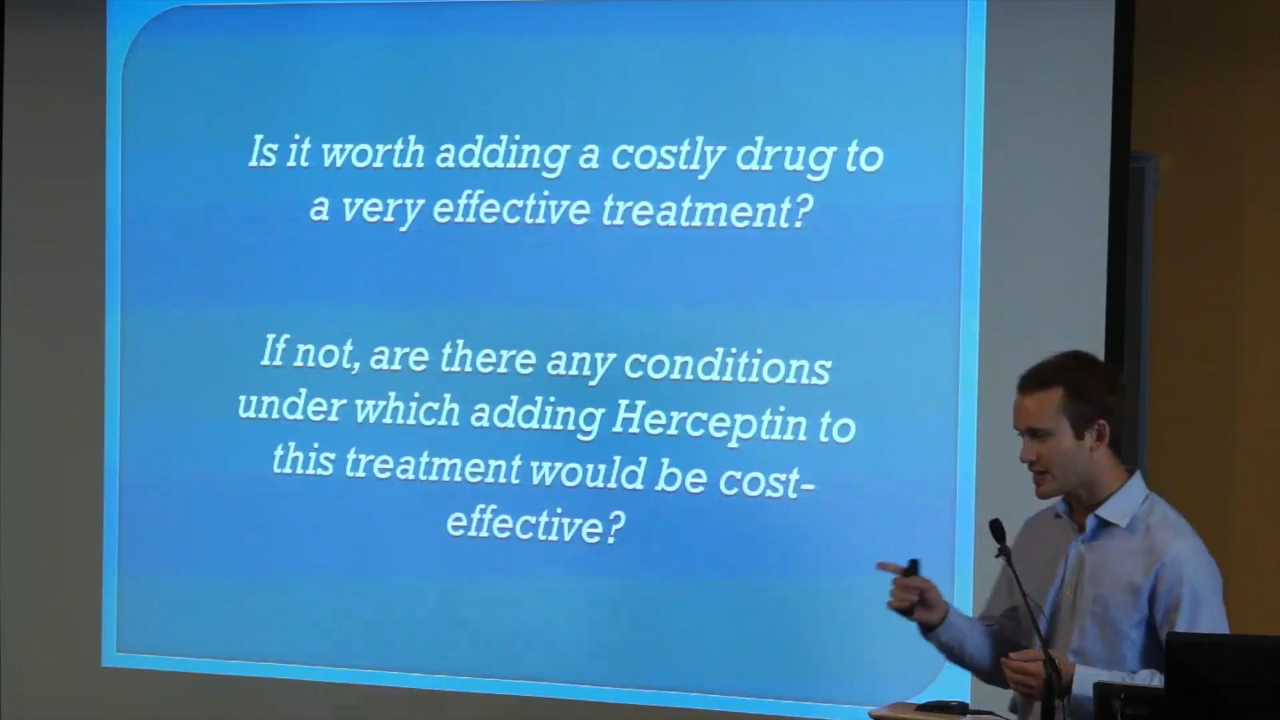 Is it worth adding a costly drug to
a very effective treatment?
If not, are there any conditions
under which adding Herceptin to
this treatment would be cost-
effective?